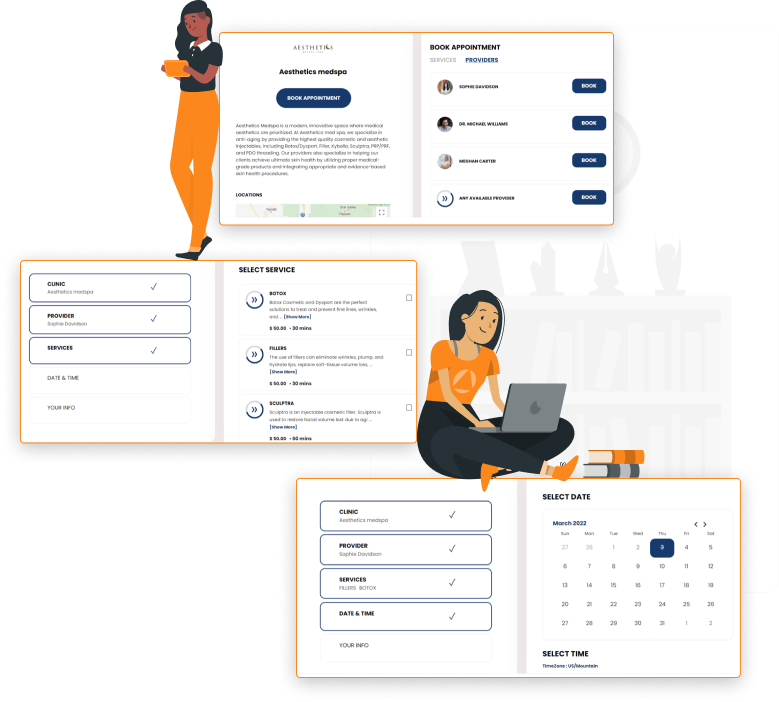 AESTHETICS
Aesthetics medspa
BOOK APPOINTMENT
Aesthetics Medspa is a modern, innovative space where medical
aesthetics are prioritized. At Aesthetics med spa, we specialize in
anti-aging by providing the highest quality cosmetic and aesthetic
injectables, including Botox/Dysport, Filler, Kybella, Sculptra, PRP/PRF,
and PDO threading. Our providers also specialize in helping our
clients achieve ultimate skin health by utilizing proper medical-
grade products and integrating appropriate and evidence-based
skin health procedures.
LOCATIONS
BOOK APPOINTMENT
SERVICES PROVIDERS
SOPHIE DAVIDSON BOOK
DR. MICHAEL WILLIAMS BOOK
MEGHAN CARTER BOOK
ANY AVAILABLE PROVIDER BOOK
CLINIC
Aesthetics medspa
PROVIDER
Sophie Davidson
SERVICES
DATE & TIME
YOUR INFO
SELECT SERVICE
BOTOX
Botox Cosmetic and Dysport are the perfect
solutions to treat and prevent fine lines, wrinkles,
and ... [Show More]
$ 50.00 • 30 mins
FILLERS
The use of fillers can eliminate wrinkles, plump, and
hydrate lips, replace soft-tissue volume loss, ...
[Show More]
$ 50.00 • 30 mins
SCULPTRA
Sculptra is an injectable cosmetic filler. Sculptra is
used to restore facial volume lost due to agi ...
[Show More]
$ 50.00 • 60 mins
CLINIC
Aesthetics medspa
PROVIDER
Sophie Davidson
SERVICES
FILLERS BOTOX
DATE & TIME
YOUR INFO
SELECT DATE
March 2022
Sun Mon Tue Wed Thu Fri Sat
27 28 1 2 3 4 5
6 7 8 9 10 11 12
13 14 15 16 17 18 19
20 21 22 23 24 25 26
27 28 29 30 31 1 2
SELECT TIME
TimeZone : US/Mountain